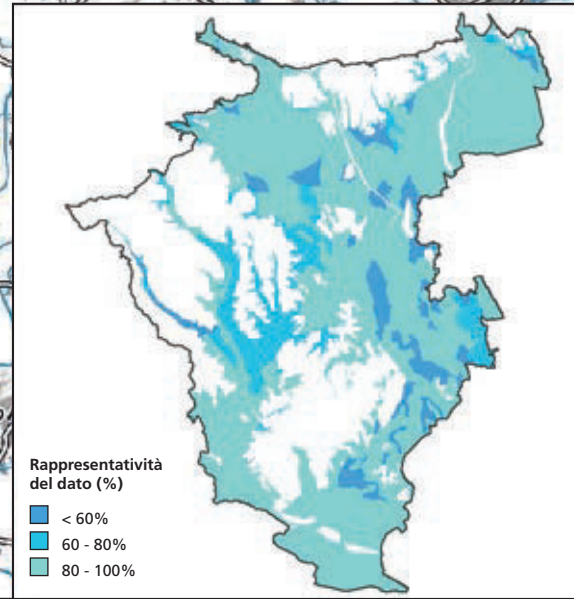 Rappresentatività
del dato (%)
< 60%
60 - 80%
80 - 100%